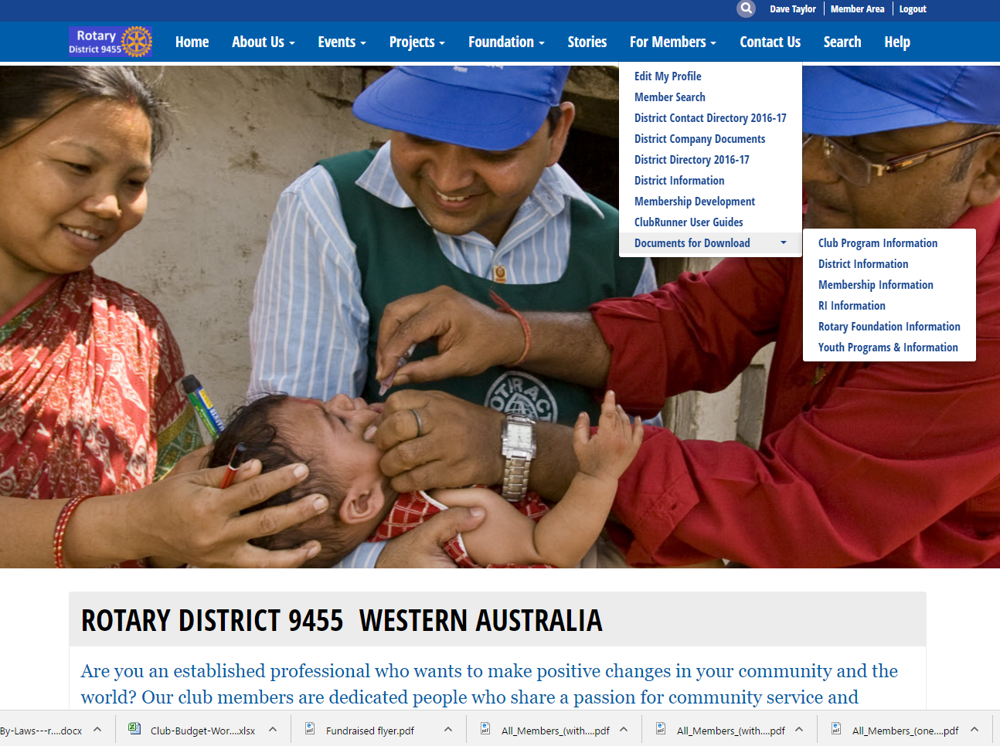 Dave Taylor Member Area Logout
Rotary
District 9455
Home About Us Events Projects Foundation Stories For Members Contact Us Search Help
Edit My Profile
Member Search
District Contact Directory 2016-17
District Company Documents
District Directory 2016-17
District Information
Membership Development
ClubRunner User Guides
Documents for Download
Club Program Information
District Information
Membership Information
RI Information
Rotary Foundation Information
Youth Programs & Information
ROTARACT
ROTARY DISTRICT 9455 WESTERN AUSTRALIA
Are you an established professional who wants to make positive changes in your community and the
world? Our club members are dedicated people who share a passion for community service and
By-Laws---r....docx Club-Budget-Wor....xlsx Fundraised flyer.pdf All_Members_(with....pdf All_Members_(with....pdf All_Members_(one....pdf